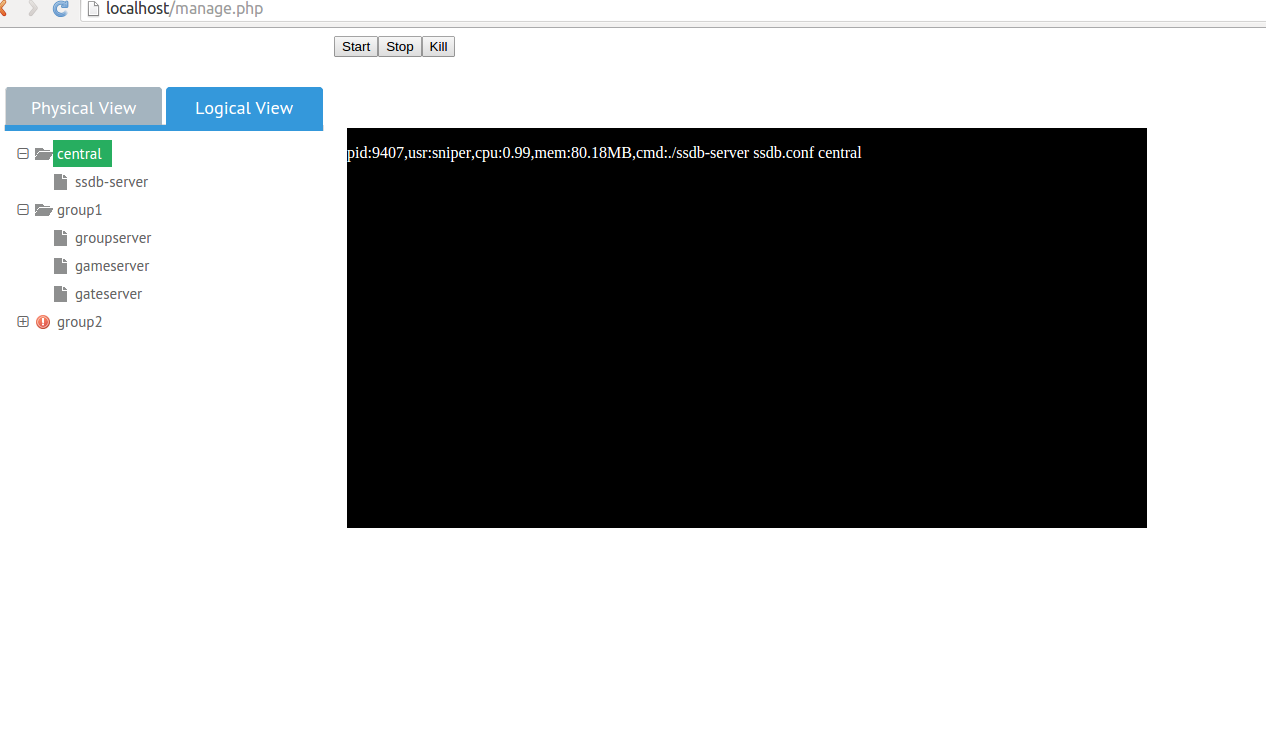 localhost/manage.php
Start Stop Kill
Physical View Logical View
central
pid:9407,usr:sniper,cpu:0.99,mem:80.18MB,cmd:./ssdb-server ssdb.conf central
ssdb-server
group1
groupserver
gameserver
gateserver
group2